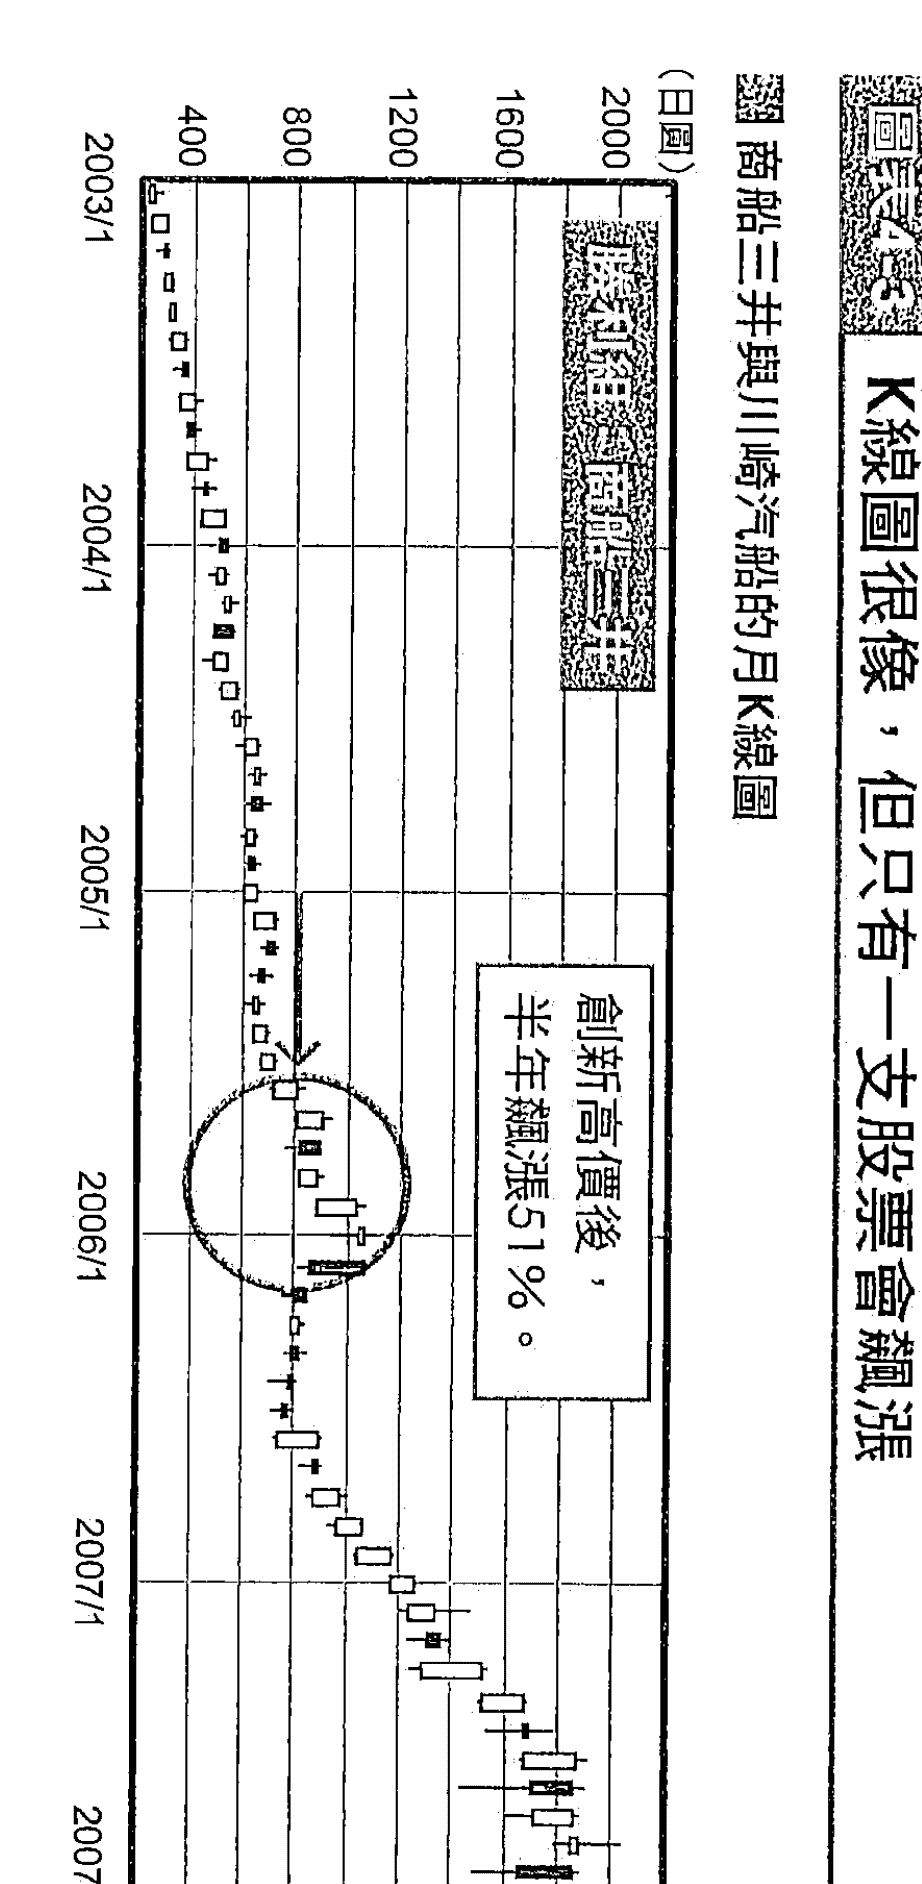 圖表4-3 K線圖很像，但只有一支股票會飆漲
商船三井與川崎汽船的月K線圖
（日圓）
勝利組：商船三井
2000
1600
1200
800
400
創新高價後，
半年飆漲51%。
2003/1
2004/1
2005/1
2006/1
2007/1
2007